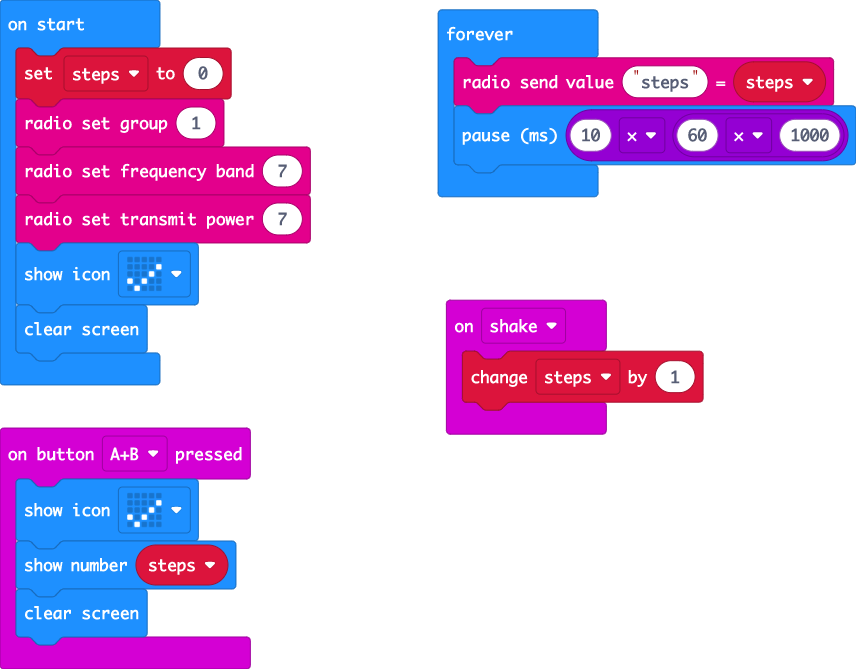 on start
set steps to 0
radio set group 1
radio set frequency band 7
radio set transmit power 7
show icon
clear screen
on button A+B pressed
show icon
show number steps
clear screen
forever
radio send value "steps" = steps
pause (ms) 10 × 60 × 1000
on shake
change steps by 1